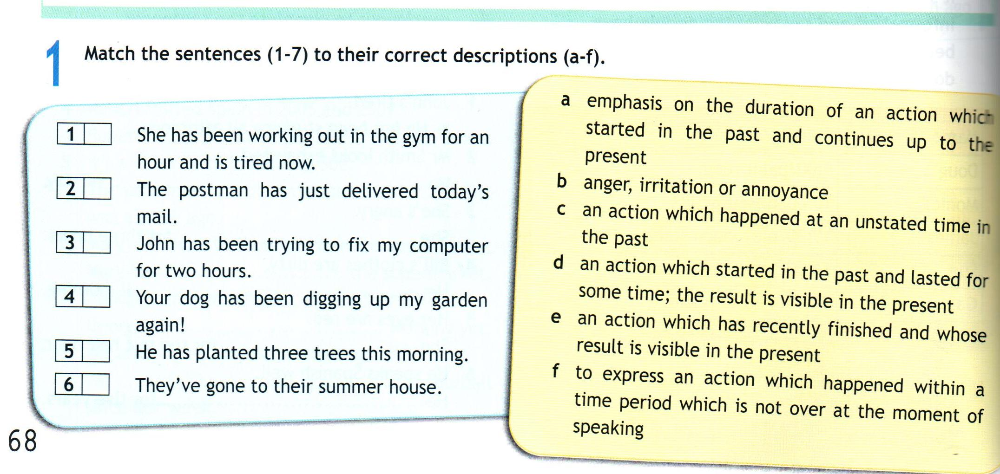 1 Match the sentences (1-7) to their correct descriptions (a-f).
1 She has been working out in the gym for an
hour and is tired now.
2 The postman has just delivered today's
mail.
3 John has been trying to fix my computer
for two hours.
4 Your dog has been digging up my garden
again!
5 He has planted three trees this morning.
6 They've gone to their summer house.
a emphasis on the duration of an action which
started in the past and continues up to the
present
b anger, irritation or annoyance
c an action which happened at an unstated time in
the past
d an action which started in the past and lasted for
some time; the result is visible in the present
e an action which has recently finished and whose
result is visible in the present
f to express an action which happened within a
time period which is not over at the moment of
speaking
68